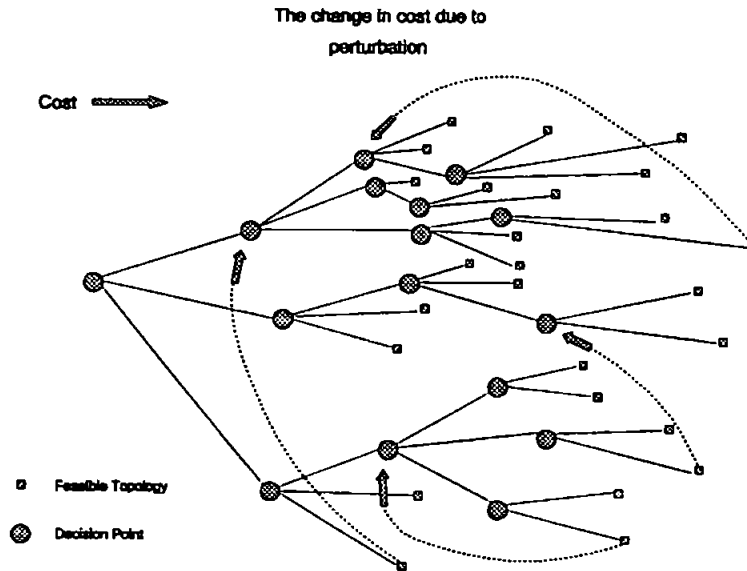 The change in cost due to
perturbation
Cost
Feasible Topology
Decision Point